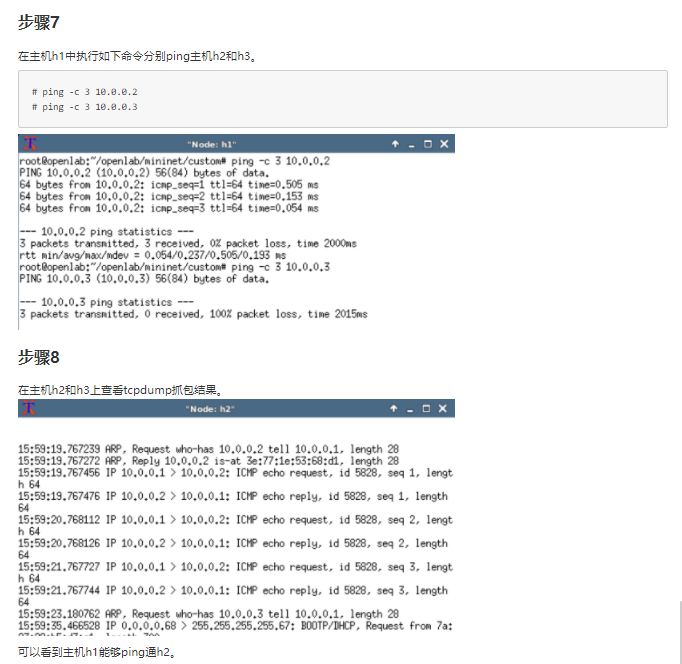 步骤7
在主机h1中执行如下命令分别ping主机h2和h3。
# ping -c 3 10.0.0.2
# ping -c 3 10.0.0.3
"Node: h1"
root@openlab:~/openlab/mininet/custom# ping -c 3 10.0.0.2
PING 10.0.0.2 (10.0.0.2) 56(84) bytes of data.
64 bytes from 10.0.0.2: icmp_seq=1 ttl=64 time=0.505 ms
64 bytes from 10.0.0.2: icmp_seq=2 ttl=64 time=0.153 ms
64 bytes from 10.0.0.2: icmp_seq=3 ttl=64 time=0.054 ms
--- 10.0.0.2 ping statistics ---
3 packets transmitted, 3 received, 0% packet loss, time 2000ms
rtt min/avg/max/mdev = 0.054/0.237/0.505/0.193 ms
root@openlab:~/openlab/mininet/custom# ping -c 3 10.0.0.3
PING 10.0.0.3 (10.0.0.3) 56(84) bytes of data.
--- 10.0.0.3 ping statistics ---
3 packets transmitted, 0 received, 100% packet loss, time 2015ms
步骤8
在主机h2和h3上查看tcpdump抓包结果。
"Node: h2"
15:59:19.767239 ARP, Request who-has 10.0.0.2 tell 10.0.0.1, length 28
15:59:19.767272 ARP, Reply 10.0.0.2 is-at 3e:77:1e:53:68:d1, length 28
15:59:19.767456 IP 10.0.0.1 > 10.0.0.2: ICMP echo request, id 5828, seq 1, lengt
h 64
15:59:19.767476 IP 10.0.0.2 > 10.0.0.1: ICMP echo reply, id 5828, seq 1, length
64
15:59:20.768112 IP 10.0.0.1 > 10.0.0.2: ICMP echo request, id 5828, seq 2, lengt
h 64
15:59:20.768126 IP 10.0.0.2 > 10.0.0.1: ICMP echo reply, id 5828, seq 2, length
64
15:59:21.767727 IP 10.0.0.1 > 10.0.0.2: ICMP echo request, id 5828, seq 3, lengt
h 64
15:59:21.767744 IP 10.0.0.2 > 10.0.0.1: ICMP echo reply, id 5828, seq 3, length
64
15:59:23.180762 ARP, Request who-has 10.0.0.3 tell 10.0.0.1, length 28
15:59:35.466528 IP 0.0.0.0.68 > 255.255.255.255.67: BOOTP/DHCP, Request from 7a:
可以看到主机h1能够ping通h2。